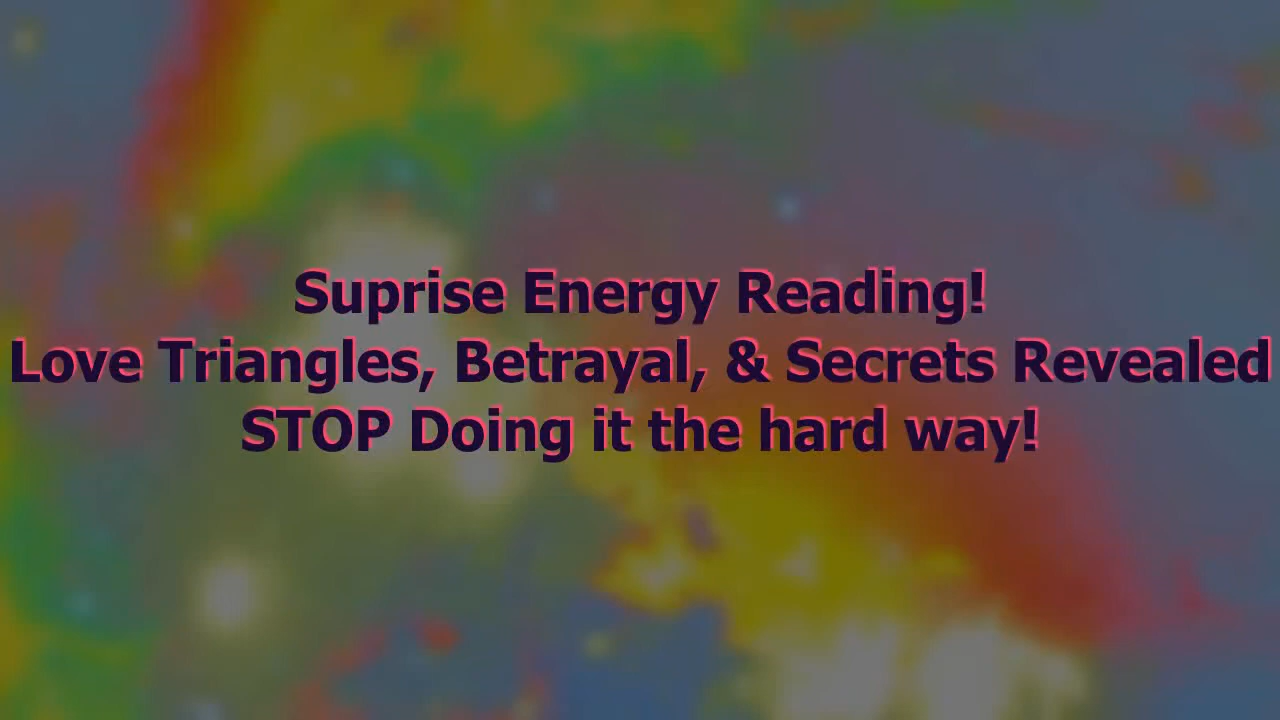 Suprise Energy Reading!
Love Triangles, Betrayal, & Secrets Revealed
STOP Doing it the hard way!